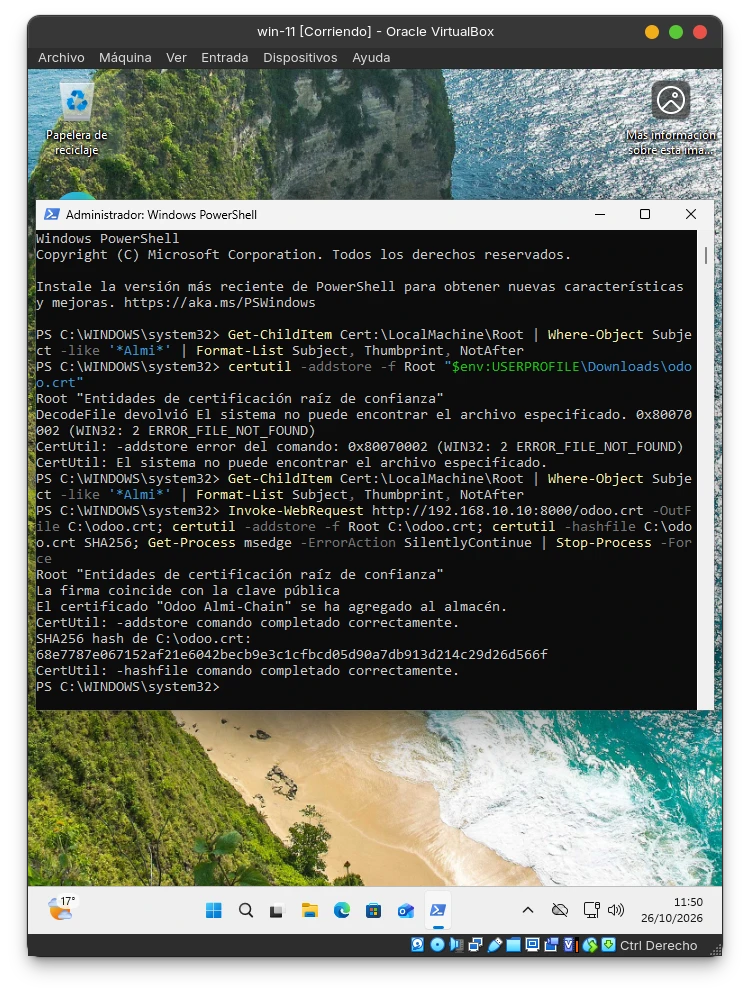 win-11 [Corriendo] - Oracle VirtualBox
Archivo Máquina Ver Entrada Dispositivos Ayuda
Papelera de
reciclaje
Más información
sobre esta ima...
Administrador: Windows PowerShell
Windows PowerShell
Copyright (C) Microsoft Corporation. Todos los derechos reservados.
Instale la versión más reciente de PowerShell para obtener nuevas características
y mejoras. https://aka.ms/PSWindows
PS C:\WINDOWS\system32> Get-ChildItem Cert:\LocalMachine\Root | Where-Object Subje
ct -like '*Almi*' | Format-List Subject, Thumbprint, NotAfter
PS C:\WINDOWS\system32> certutil -addstore -f Root "$env:USERPROFILE\Downloads\odo
o.crt"
Root "Entidades de certificación raíz de confianza"
DecodeFile devolvió El sistema no puede encontrar el archivo especificado. 0x80070
002 (WIN32: 2 ERROR_FILE_NOT_FOUND)
CertUtil: -addstore error del comando: 0x80070002 (WIN32: 2 ERROR_FILE_NOT_FOUND)
CertUtil: El sistema no puede encontrar el archivo especificado.
PS C:\WINDOWS\system32> Get-ChildItem Cert:\LocalMachine\Root | Where-Object Subje
ct -like '*Almi*' | Format-List Subject, Thumbprint, NotAfter
PS C:\WINDOWS\system32> Invoke-WebRequest http://192.168.10.10:8000/odoo.crt -OutF
ile C:\odoo.crt; certutil -addstore -f Root C:\odoo.crt; certutil -hashfile C:\odo
o.crt SHA256; Get-Process msedge -ErrorAction SilentlyContinue | Stop-Process -For
ce
Root "Entidades de certificación raíz de confianza"
La firma coincide con la clave pública
El certificado "Odoo Almi-Chain" se ha agregado al almacén.
CertUtil: -addstore comando completado correctamente.
SHA256 hash de C:\odoo.crt:
68e7787e067152af21e6042becb9e3c1cfbcd05d90a7db913d214c29d26d566f
CertUtil: -hashfile comando completado correctamente.
PS C:\WINDOWS\system32>
17°
11:50
26/10/2026
Ctrl Derecho